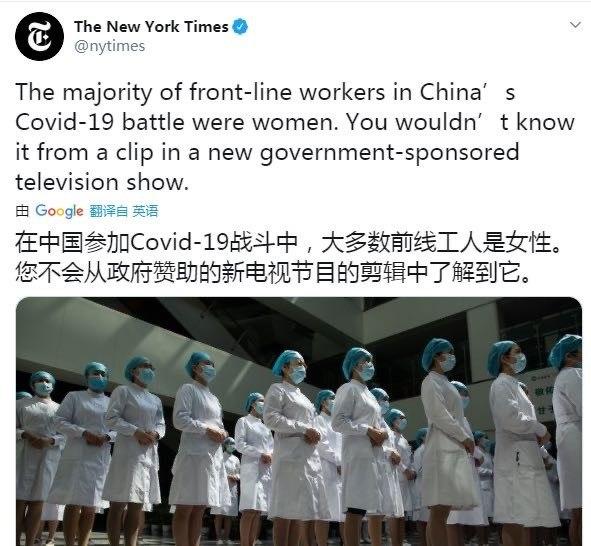 The New York Times
@nytimes
The majority of front-line workers in China's
Covid-19 battle were women. You wouldn't know
it from a clip in a new government-sponsored
television show.
由 Google 翻译自 英语
在中国参加Covid-19战斗中，大多数前线工人是女性。
您不会从政府赞助的新电视节目的剪辑中了解到它。